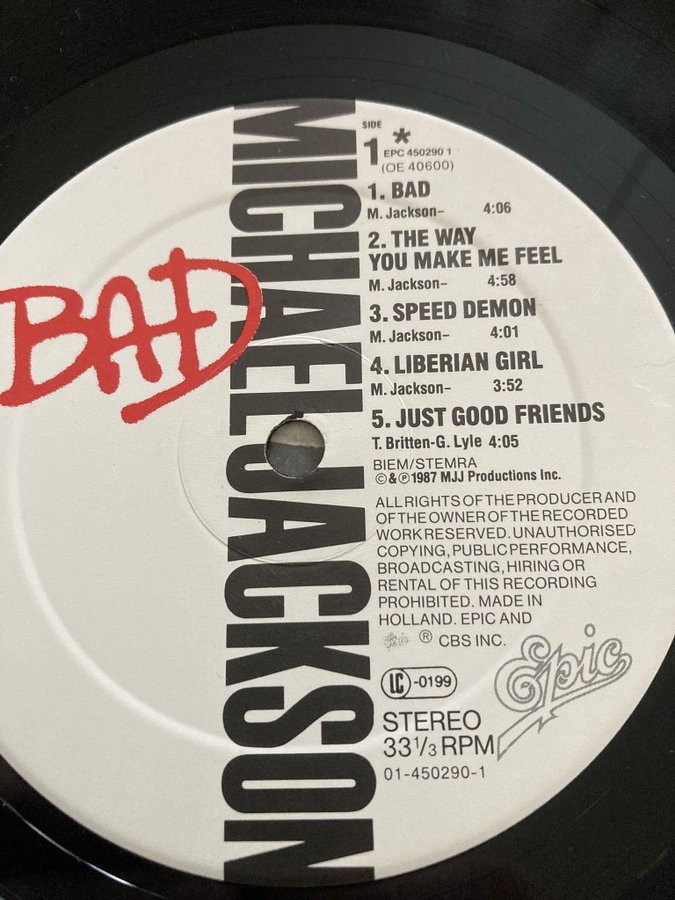 BAD
MICHAEL JACKSON
SIDE
1
*
EPC 450290 1
(OE 40600)
1. BAD
M. Jackson– 4:06
2. THE WAY
YOU MAKE ME FEEL
M. Jackson– 4:58
3. SPEED DEMON
M. Jackson– 4:01
4. LIBERIAN GIRL
M. Jackson– 3:52
5. JUST GOOD FRIENDS
T. Britten-G. Lyle 4:05
BIEM/STEMRA
©&℗1987 MJJ Productions Inc.
ALL RIGHTS OF THE PRODUCER AND
OF THE OWNER OF THE RECORDED
WORK RESERVED. UNAUTHORISED
COPYING, PUBLIC PERFORMANCE,
BROADCASTING, HIRING OR
RENTAL OF THIS RECORDING
PROHIBITED. MADE IN
HOLLAND. EPIC AND
® CBS INC.
LC-0199
Epic
STEREO
33 1/3 RPM
01-450290-1